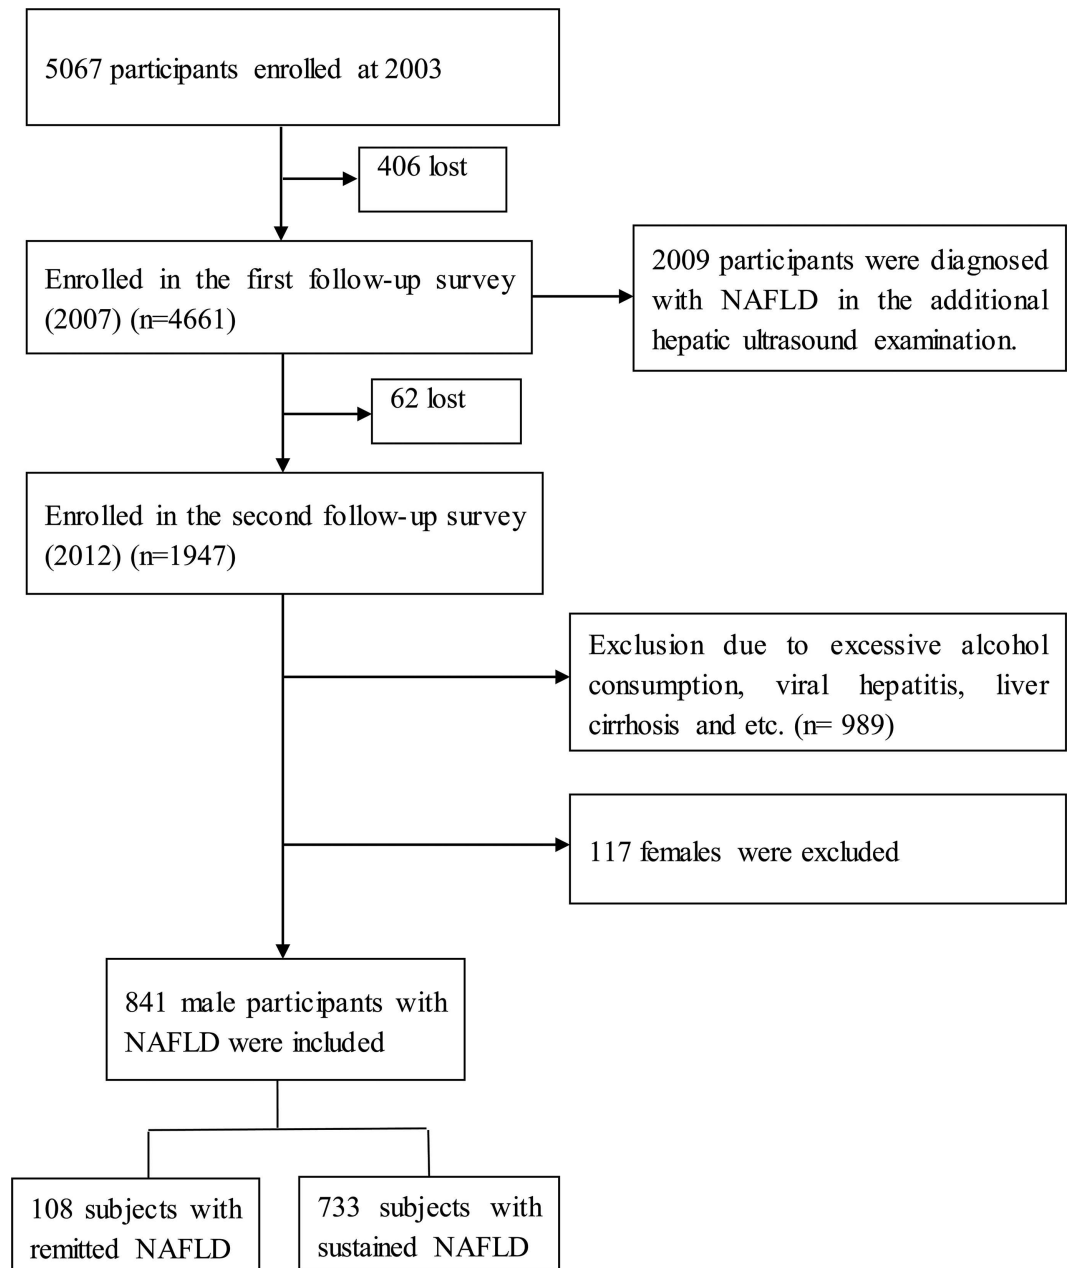 5067 participants enrolled at 2003
406 lost
Enrolled in the first follow-up survey
(2007) (n=4661)
2009 participants were diagnosed
with NAFLD in the additional
hepatic ultrasound examination.
62 lost
Enrolled in the second follow-up survey
(2012) (n=1947)
Exclusion due to excessive alcohol
consumption, viral hepatitis, liver
cirrhosis and etc. (n= 989)
117 females were excluded
841 male participants with
NAFLD were included
108 subjects with
remitted NAFLD
733 subjects with
sustained NAFLD